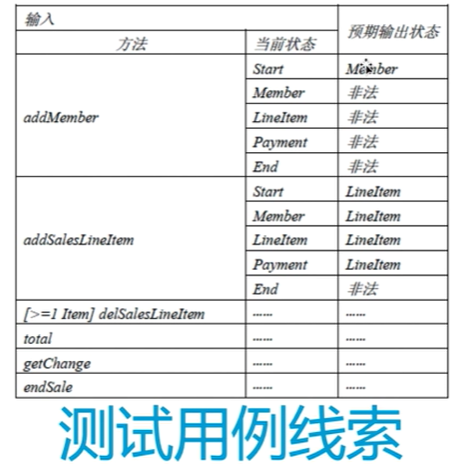 输入 预期输出状态
方法 当前状态
addMember Start Member
Member 非法
LineItem 非法
Payment 非法
End 非法
addSalesLineItem Start LineItem
Member LineItem
LineItem LineItem
Payment LineItem
End 非法
[>=1 Item] delSalesLineItem ...... ......
total ...... ......
getChange ...... ......
endSale ...... ......
测试用例线索